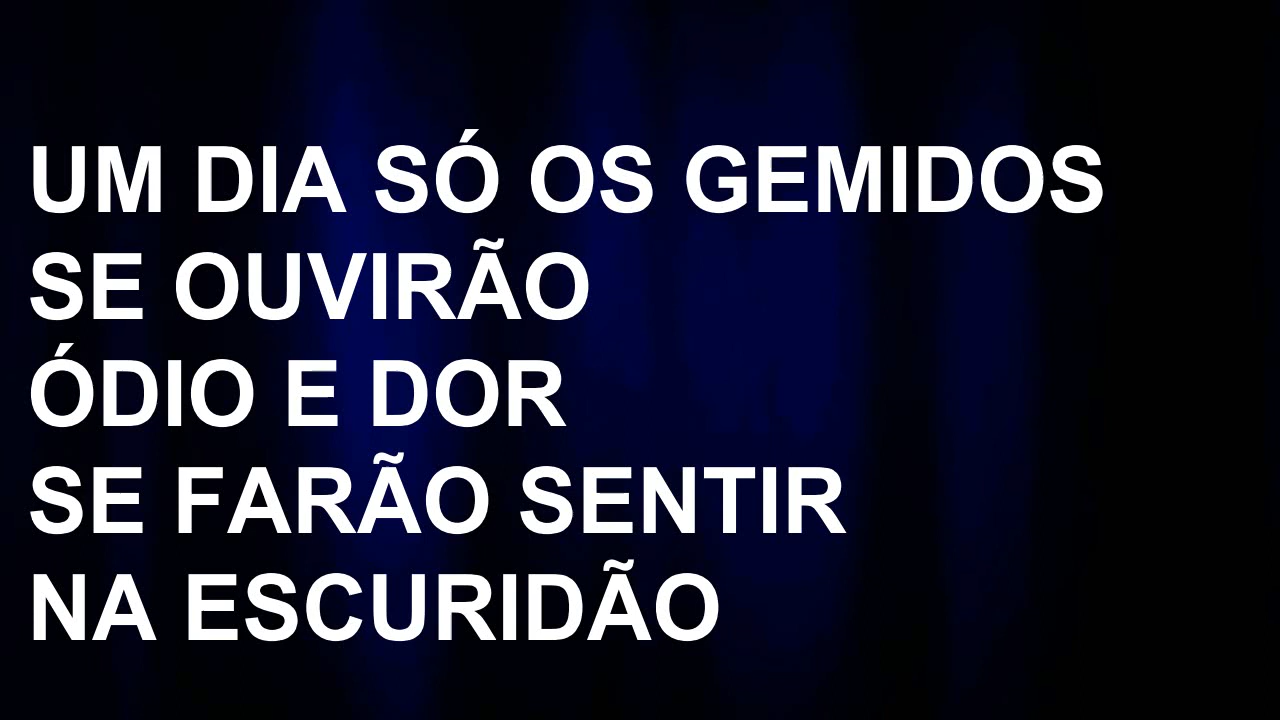 UM DIA SÓ OS GEMIDOS
SE OUVIRÃO
ÓDIO E DOR
SE FARÃO SENTIR
NA ESCURIDÃO